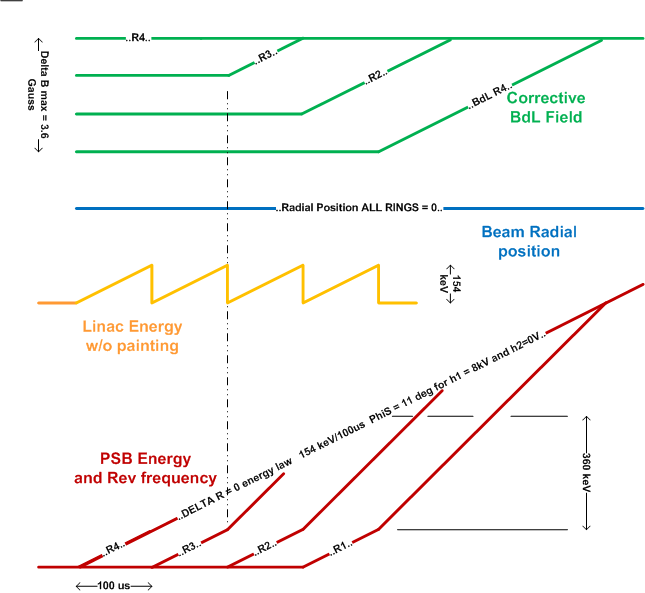 ..R4..
..R3..
..R2..
..BdL R4..
Delta B max = 3.6
Gauss
Corrective
BdL Field
..Radial Position ALL RINGS = 0..
Beam Radial
position
154
keV
Linac Energy
w/o painting
PSB Energy
and Rev frequency
..DELTA R = 0 energy law   154 keV/100us  PhiS = 11 deg for h1 = 8kV and h2=0V..
360 keV
..R4..
..R3..
..R2..
..R1..
100 us